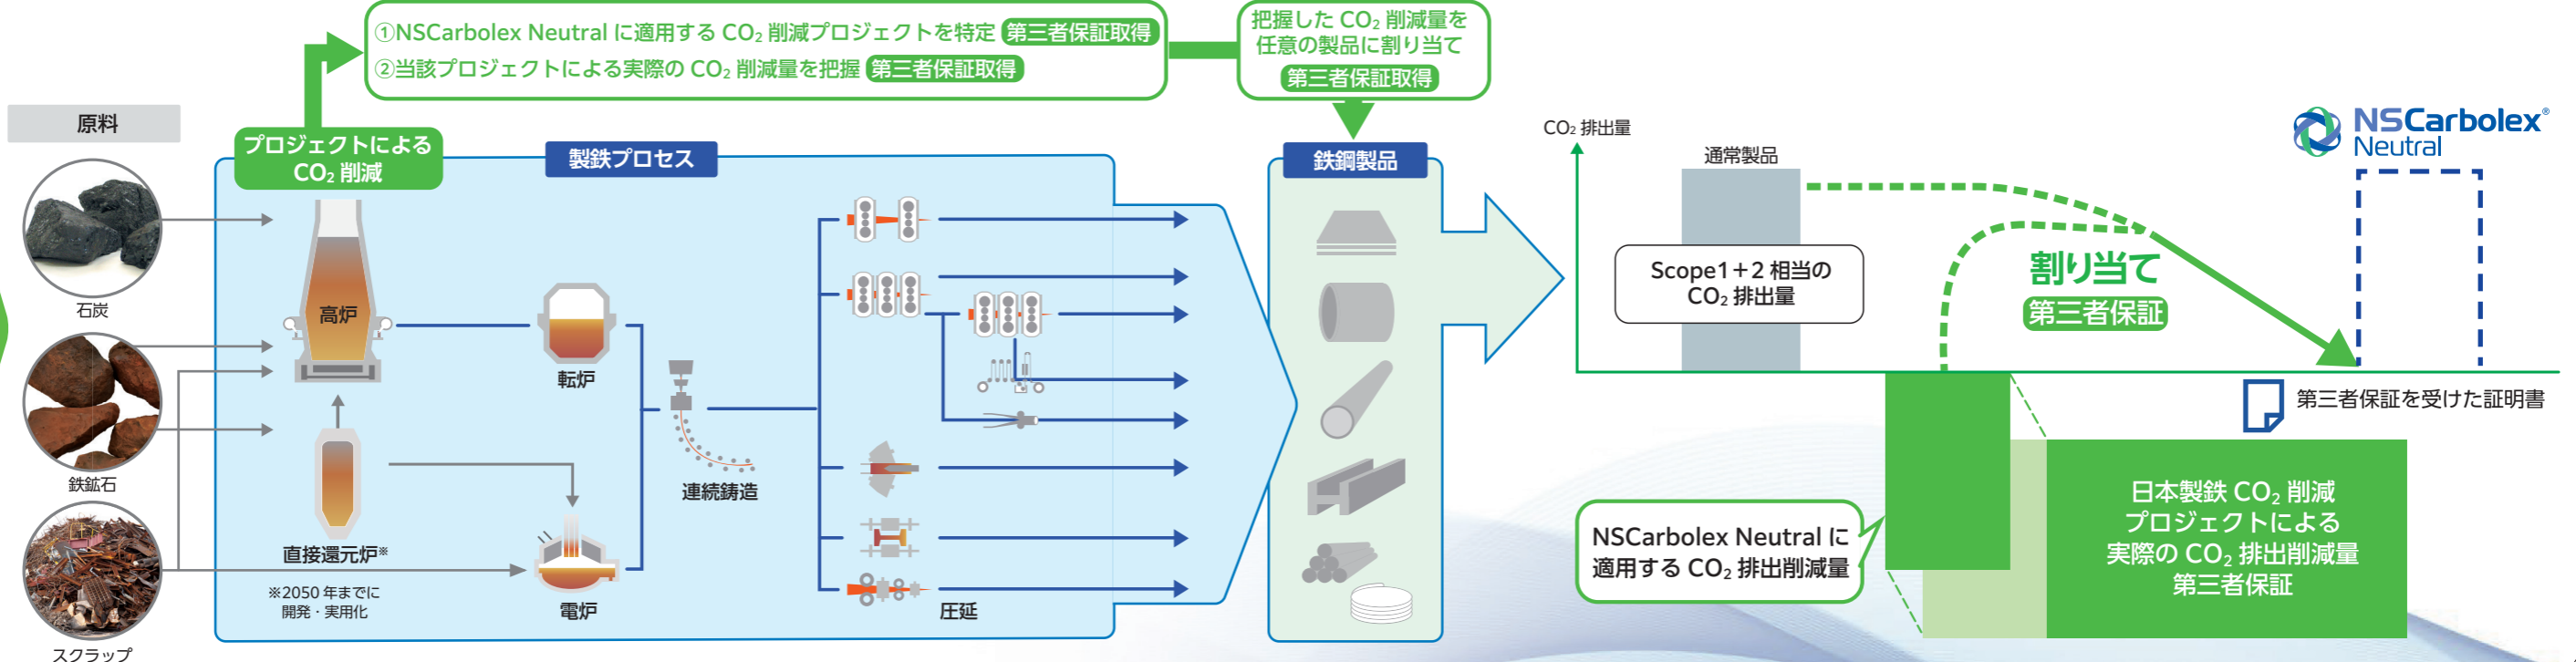 ①NSCarbolex Neutral に適用する CO₂ 削減プロジェクトを特定 第三者保証取得
②当該プロジェクトによる実際の CO₂ 削減量を把握 第三者保証取得
把握した CO₂ 削減量を
任意の製品に割り当て
第三者保証取得
原料
石炭
鉄鉱石
スクラップ
プロジェクトによる
CO₂ 削減
製鉄プロセス
高炉
転炉
直接還元炉※
※2050 年までに
開発・実用化
電炉
連続鋳造
圧延
鉄鋼製品
CO₂ 排出量
通常製品
Scope1＋2 相当の
CO₂ 排出量
割り当て
第三者保証
NSCarbolex®
Neutral
第三者保証を受けた証明書
NSCarbolex Neutral に
適用する CO₂ 排出削減量
日本製鉄 CO₂ 削減
プロジェクトによる
実際の CO₂ 排出削減量
第三者保証